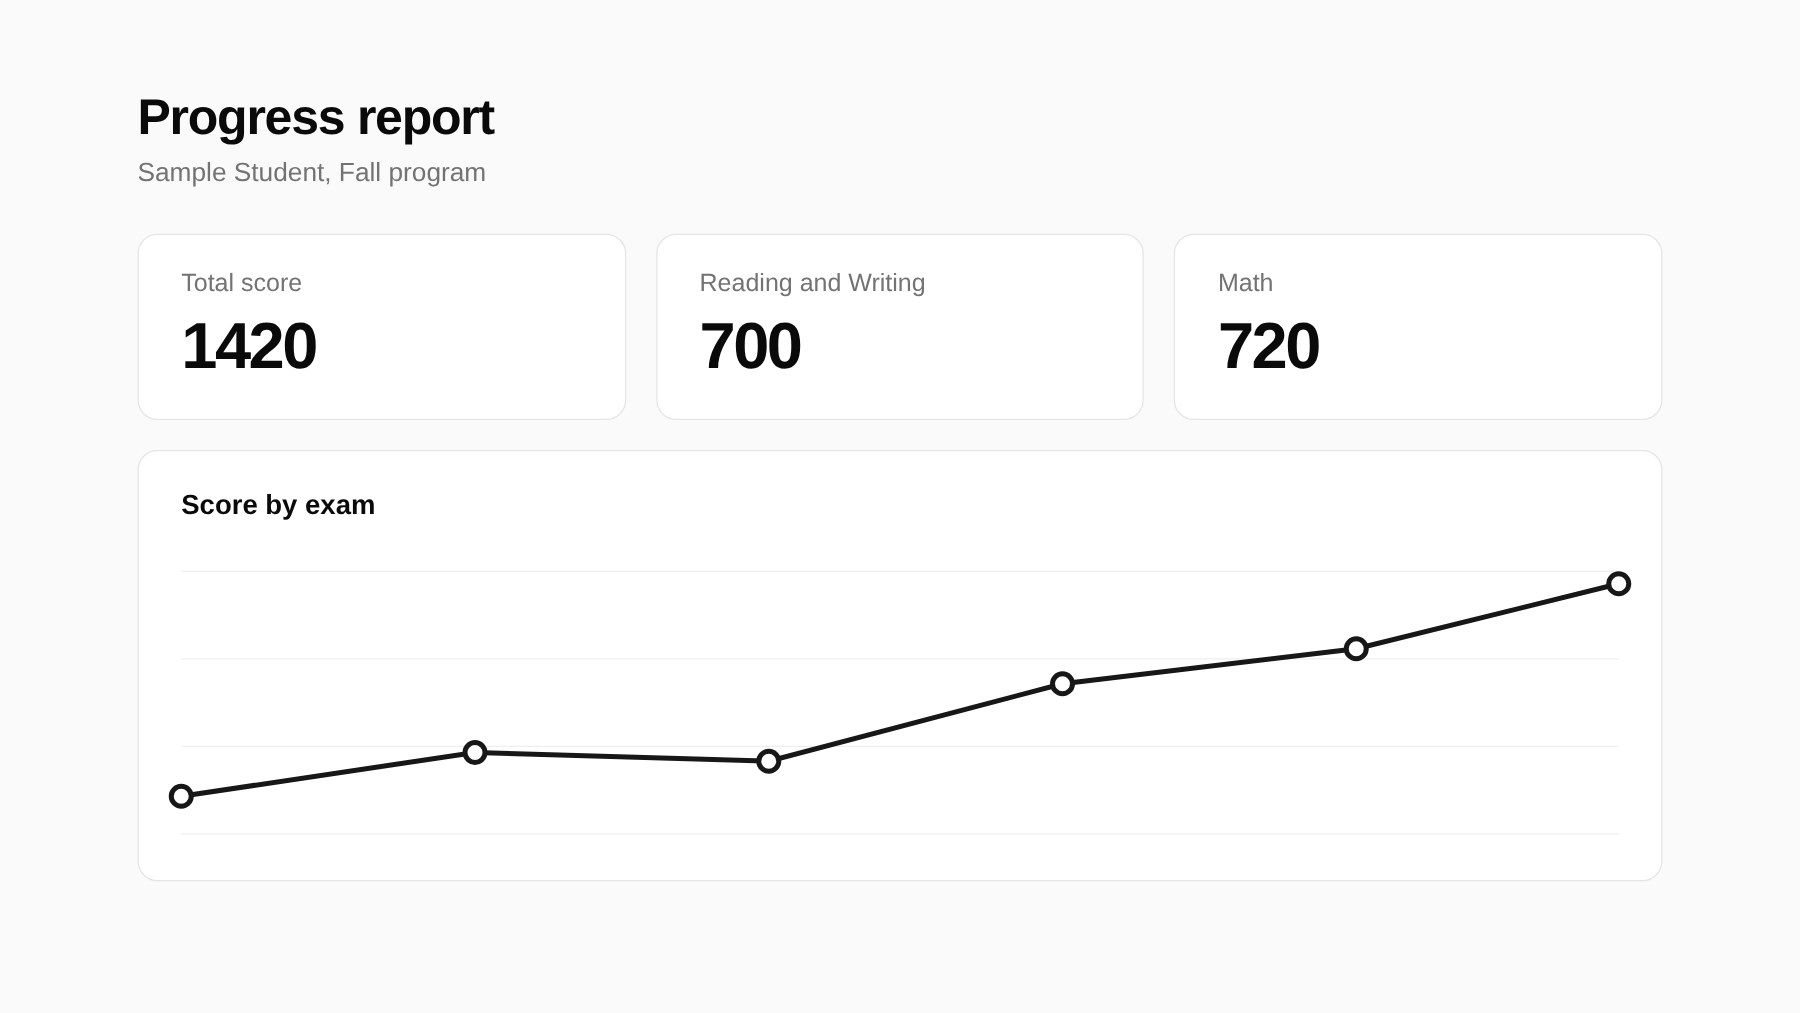 Progress report
Sample Student, Fall program
Total score
1420
Reading and Writing
700
Math
720
Score by exam